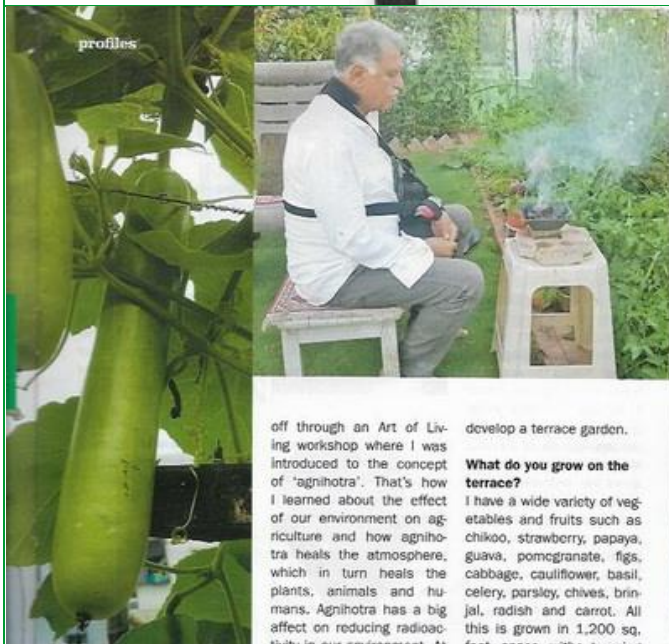 profiles
off through an Art of Liv-
ing workshop where I was
introduced to the concept
of 'agnihotra'. That's how
I learned about the effect
of our environment on ag-
riculture and how agniho-
tra heals the atmosphere,
which in turn heals the
plants, animals and hu-
mans. Agnihotra has a big
affect on reducing radioac-
tivity in our environment. At
develop a terrace garden.
What do you grow on the
terrace?
I have a wide variety of veg-
etables and fruits such as
chikoo, strawberry, papaya,
guava, pomegranate, figs,
cabbage, cauliflower, basil,
celery, parsley, chives, brin-
jal, radish and carrot. All
this is grown in 1,200 sq.